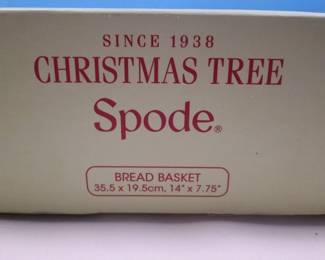 SINCE 1938
CHRISTMAS TREE
Spode®
BREAD BASKET
35.5 x 19.5cm. 14" x 7.75"